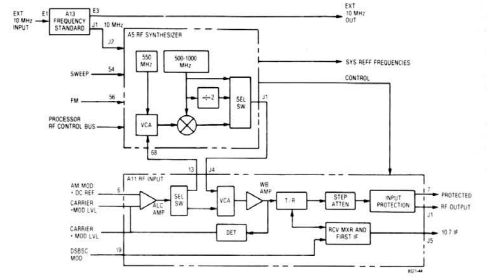 EXT
10 MHz
INPUT
E1
A13
FREQUENCY
STANDARD
E3
EXT
10 MHz
OUT
J1 10 MHz
J2
A5 RF SYNTHESIZER
SYS REFF FREQUENCIES
550
MHz
500-1000
MHz
SWEEP
54
CONTROL
÷2
SEL
SW
J1
FM
56
PROCESSOR
RF CONTROL BUS
VCA
68
A11 RF INPUT
13
J4
AM MOD
+ DC REF
6
WB
AMP
7
PROTECTED
CARRIER
+MOD LVL
ALC
AMP
SEL
SW
VCA
T/R
STEP
ATTEN
INPUT
PROTECTION
RF OUTPUT
J1
CARRIER
+ MOD LVL
DET
RCV MXR AND
FIRST IF
10.7 IF
J5
DSBSC
MOD
19